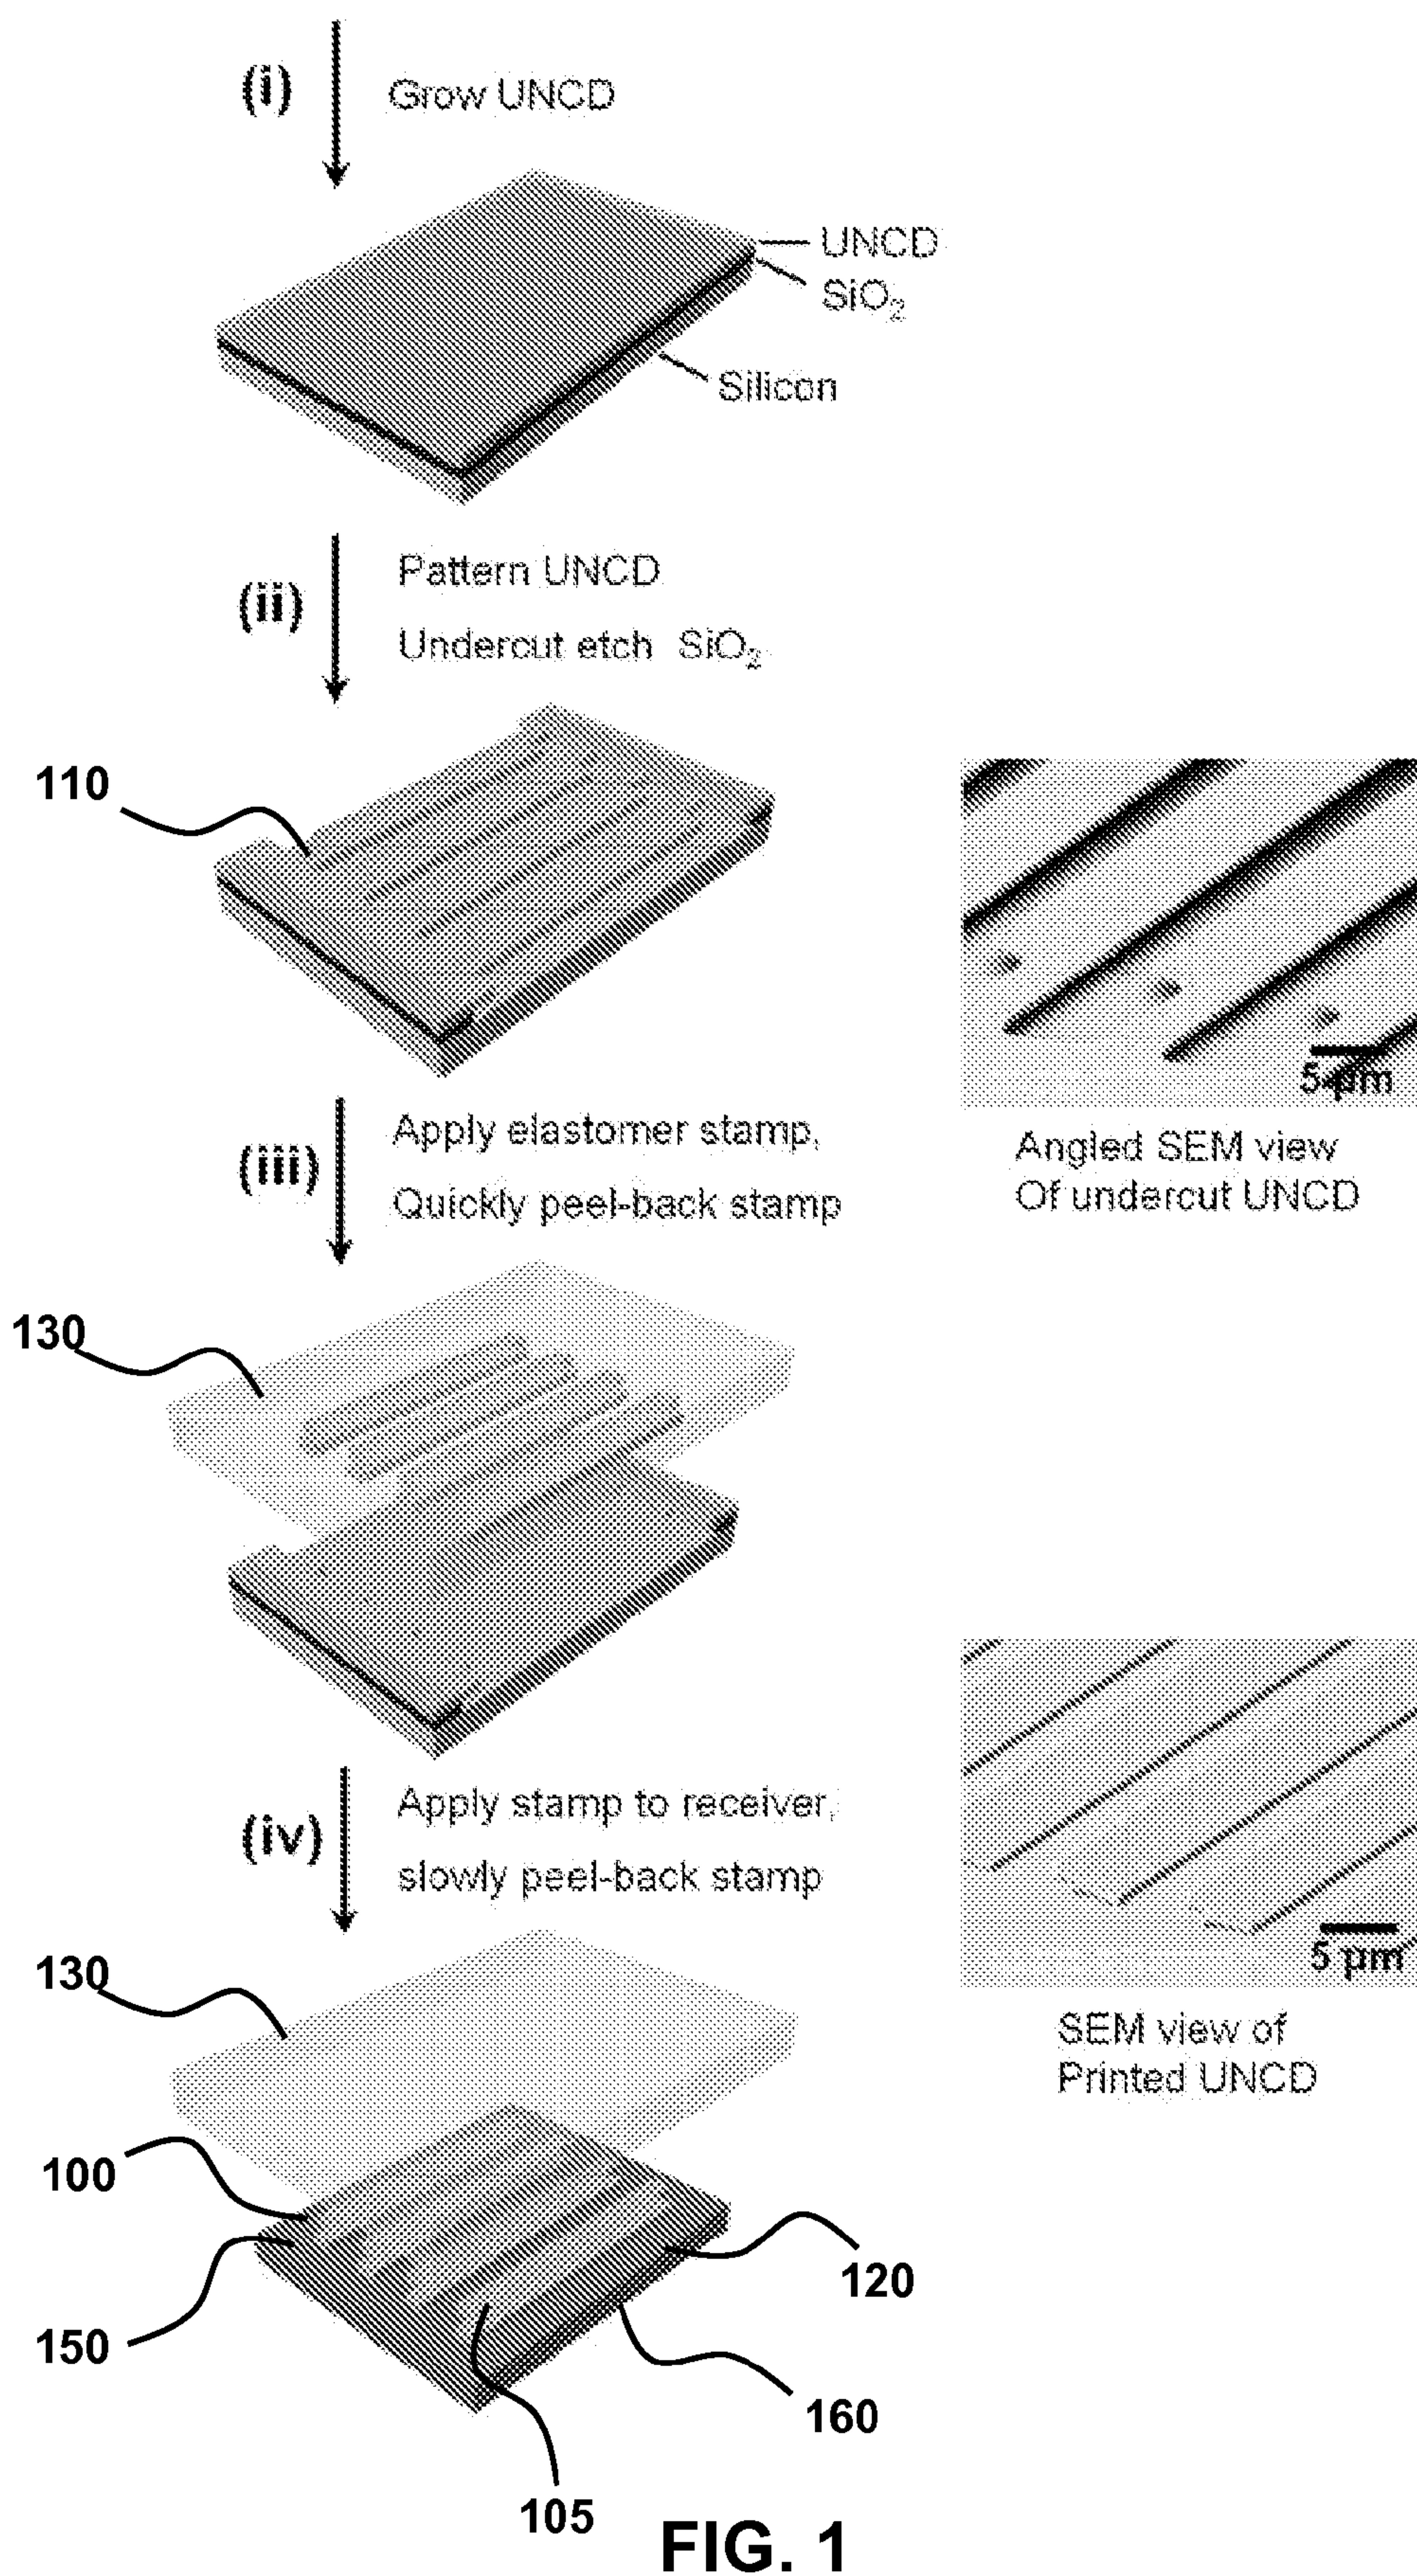 (i)
Grow UNCD
UNCD
SiO₂
Silicon
(ii)
Pattern UNCD
Undercut etch SiO₂
110
5 μm
Angled SEM view
Of undercut UNCD
(iii)
Apply elastomer stamp,
Quickly peel-back stamp
130
(iv)
Apply stamp to receiver,
slowly peel-back stamp
5 μm
SEM view of
Printed UNCD
130
100
150
120
160
105
FIG. 1